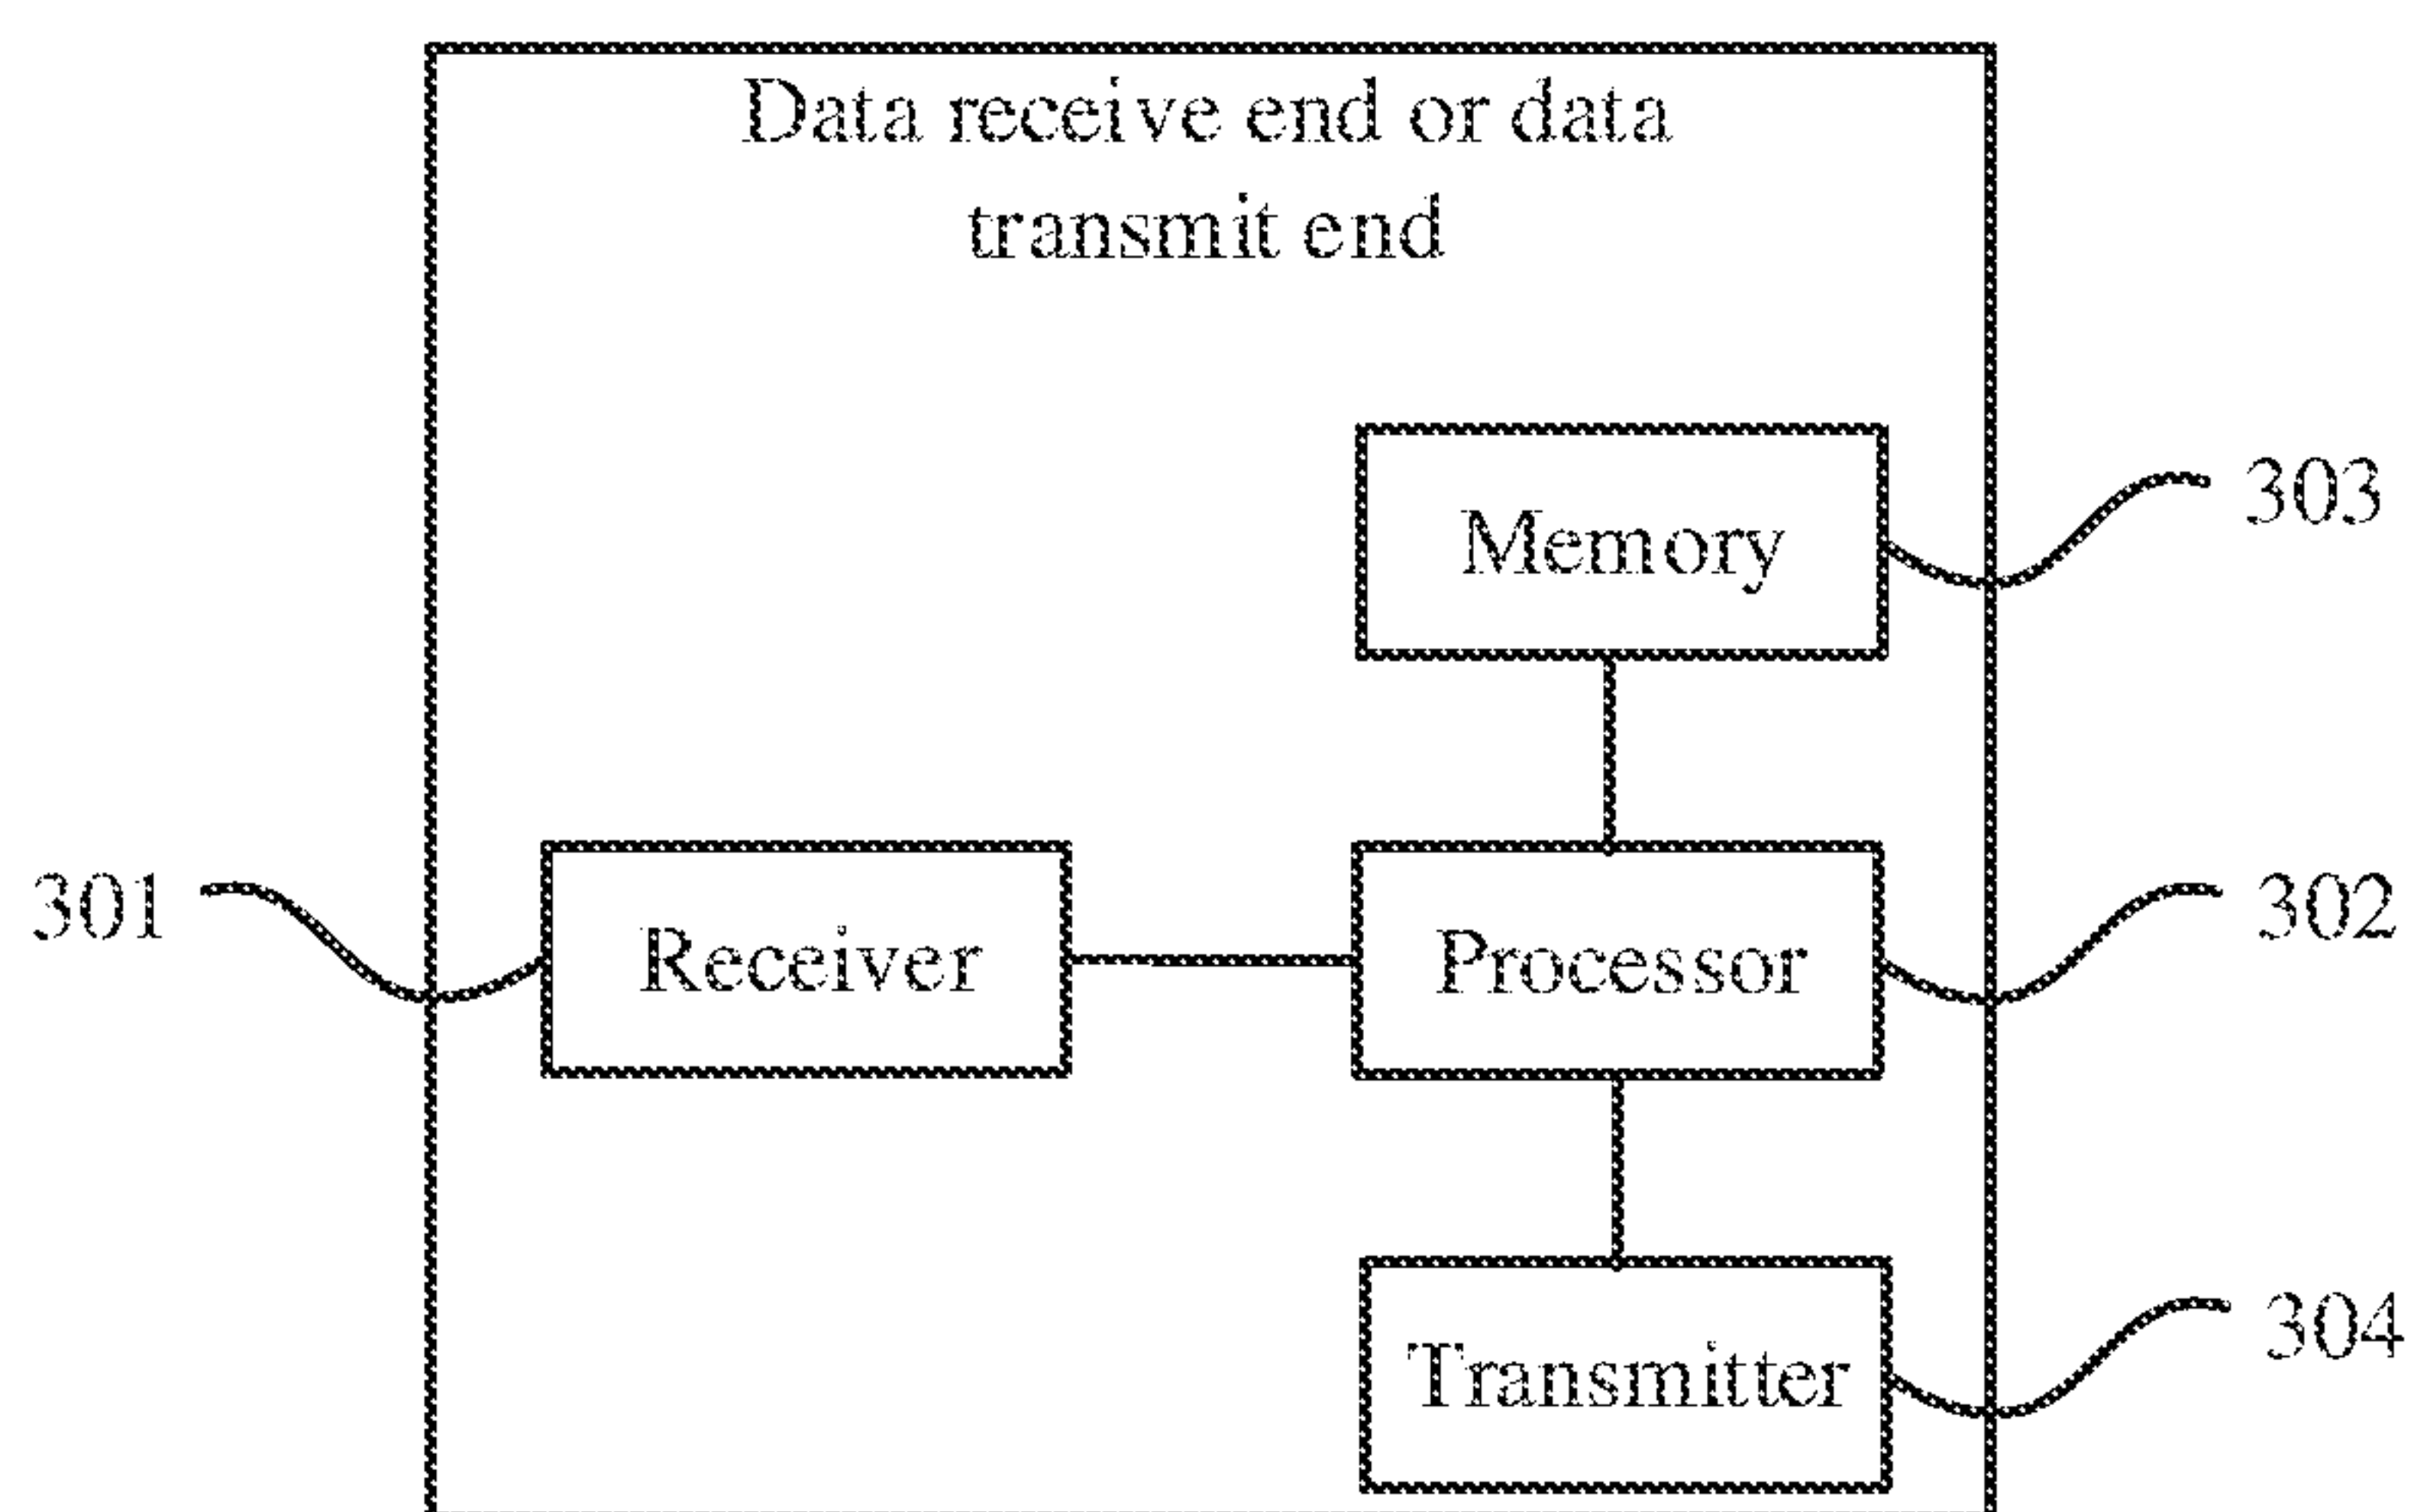 Data receive end or data
transmit end
Memory
303
301
Receiver
Processor
302
Transmitter
304